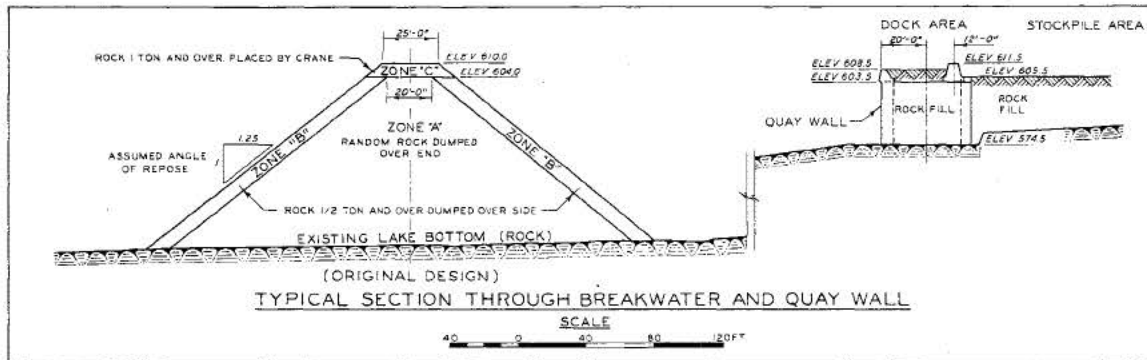 DOCK AREA
STOCKPILE AREA
25'-0"
20'-0"
12'-0"
ROCK 1 TON AND OVER. PLACED BY CRANE
ELEV 610.0
ZONE "C"
ELEV 604.0
ELEV 608.5
ELEV 603.5
ELEV 611.5
ELEV 605.5
20'-0"
ZONE "A"
RANDOM ROCK DUMPED
OVER END
QUAY WALL
ROCK FILL
ROCK
FILL
1.25
1
ASSUMED ANGLE
OF REPOSE
ZONE "B"
ZONE "B"
ELEV 574.5
ROCK 1/2 TON AND OVER DUMPED OVER SIDE
EXISTING LAKE BOTTOM (ROCK)
(ORIGINAL DESIGN)
TYPICAL SECTION THROUGH BREAKWATER AND QUAY WALL
SCALE
40 0 40 80 120FT.